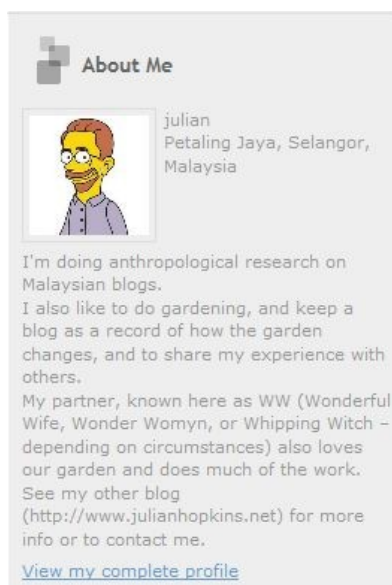 About Me
julian
Petaling Jaya, Selangor,
Malaysia
I'm doing anthropological research on
Malaysian blogs.
I also like to do gardening, and keep a
blog as a record of how the garden
changes, and to share my experience with
others.
My partner, known here as WW (Wonderful
Wife, Wonder Womyn, or Whipping Witch –
depending on circumstances) also loves
our garden and does much of the work.
See my other blog
(http://www.julianhopkins.net) for more
info or to contact me.
View my complete profile